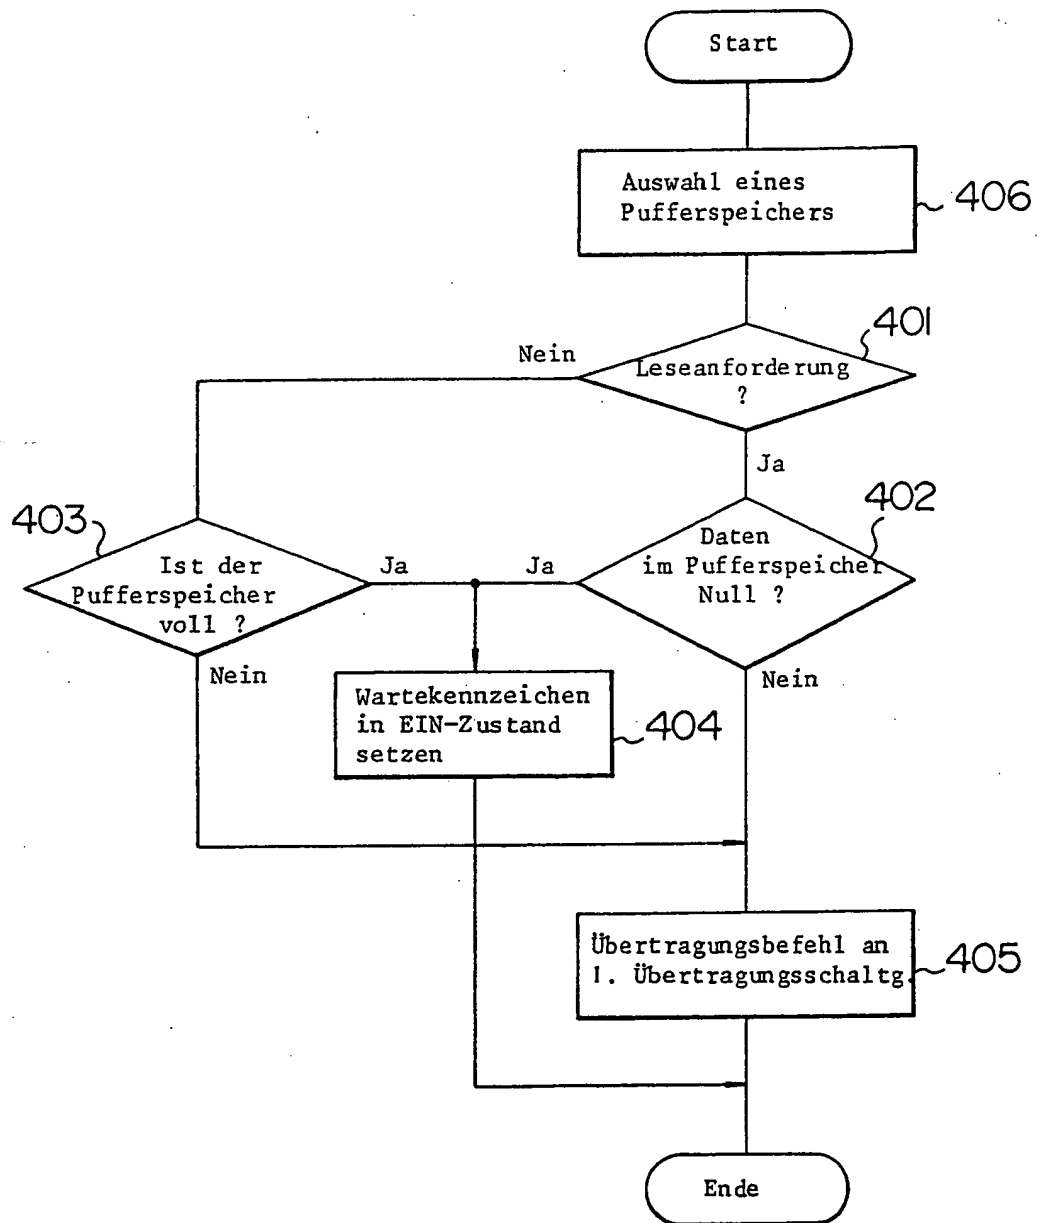 Start
Auswahl eines
Pufferspeichers
406
401
Nein
Leseanforderung
?
Ja
402
403
Daten
im Pufferspeicher
Null ?
Ist der
Pufferspeicher
voll ?
Ja
Ja
Nein
Nein
Wartekennzeichen
in EIN-Zustand
setzen
404
Übertragungsbefehl an
1. Übertragungsschaltg.
405
Ende